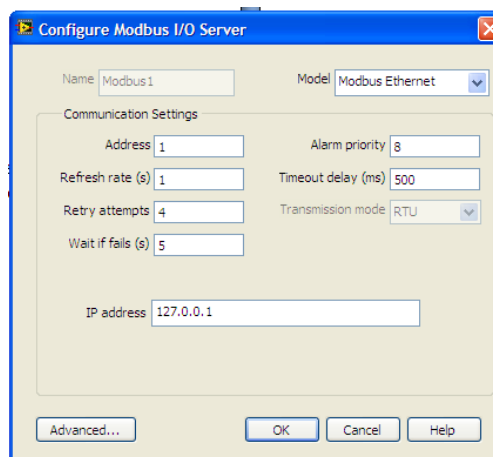 Configure Modbus I/O Server
Name Modbus1 Model Modbus Ethernet
Communication Settings
Address 1 Alarm priority 8
Refresh rate (s) 1 Timeout delay (ms) 500
Retry attempts 4 Transmission mode RTU
Wait if fails (s) 5
IP address 127.0.0.1
Advanced... OK Cancel Help